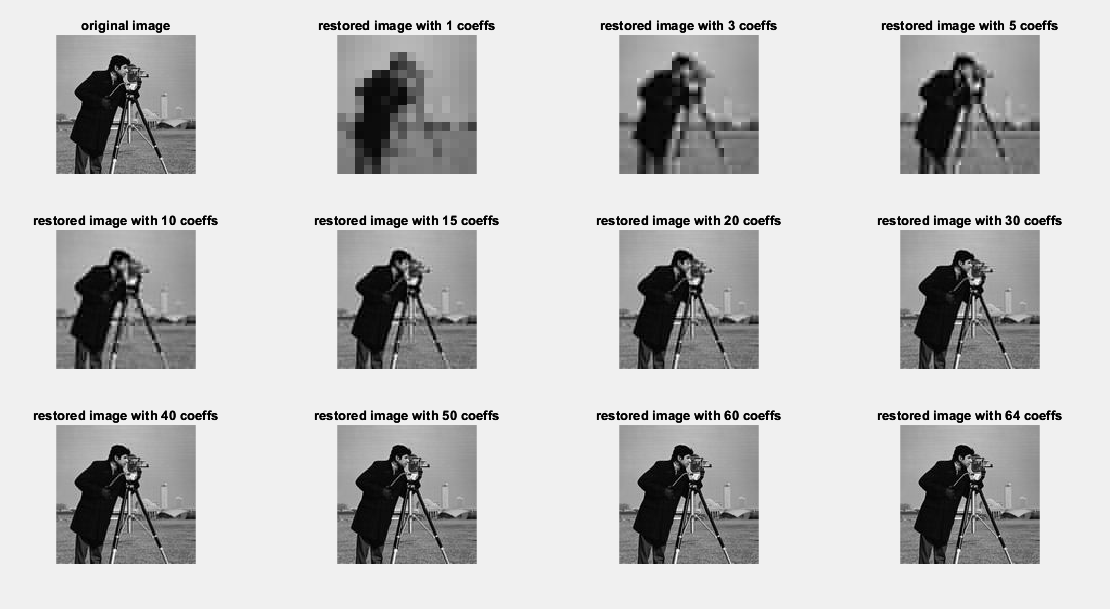 original image
restored image with 1 coeffs
restored image with 3 coeffs
restored image with 5 coeffs
restored image with 10 coeffs
restored image with 15 coeffs
restored image with 20 coeffs
restored image with 30 coeffs
restored image with 40 coeffs
restored image with 50 coeffs
restored image with 60 coeffs
restored image with 64 coeffs